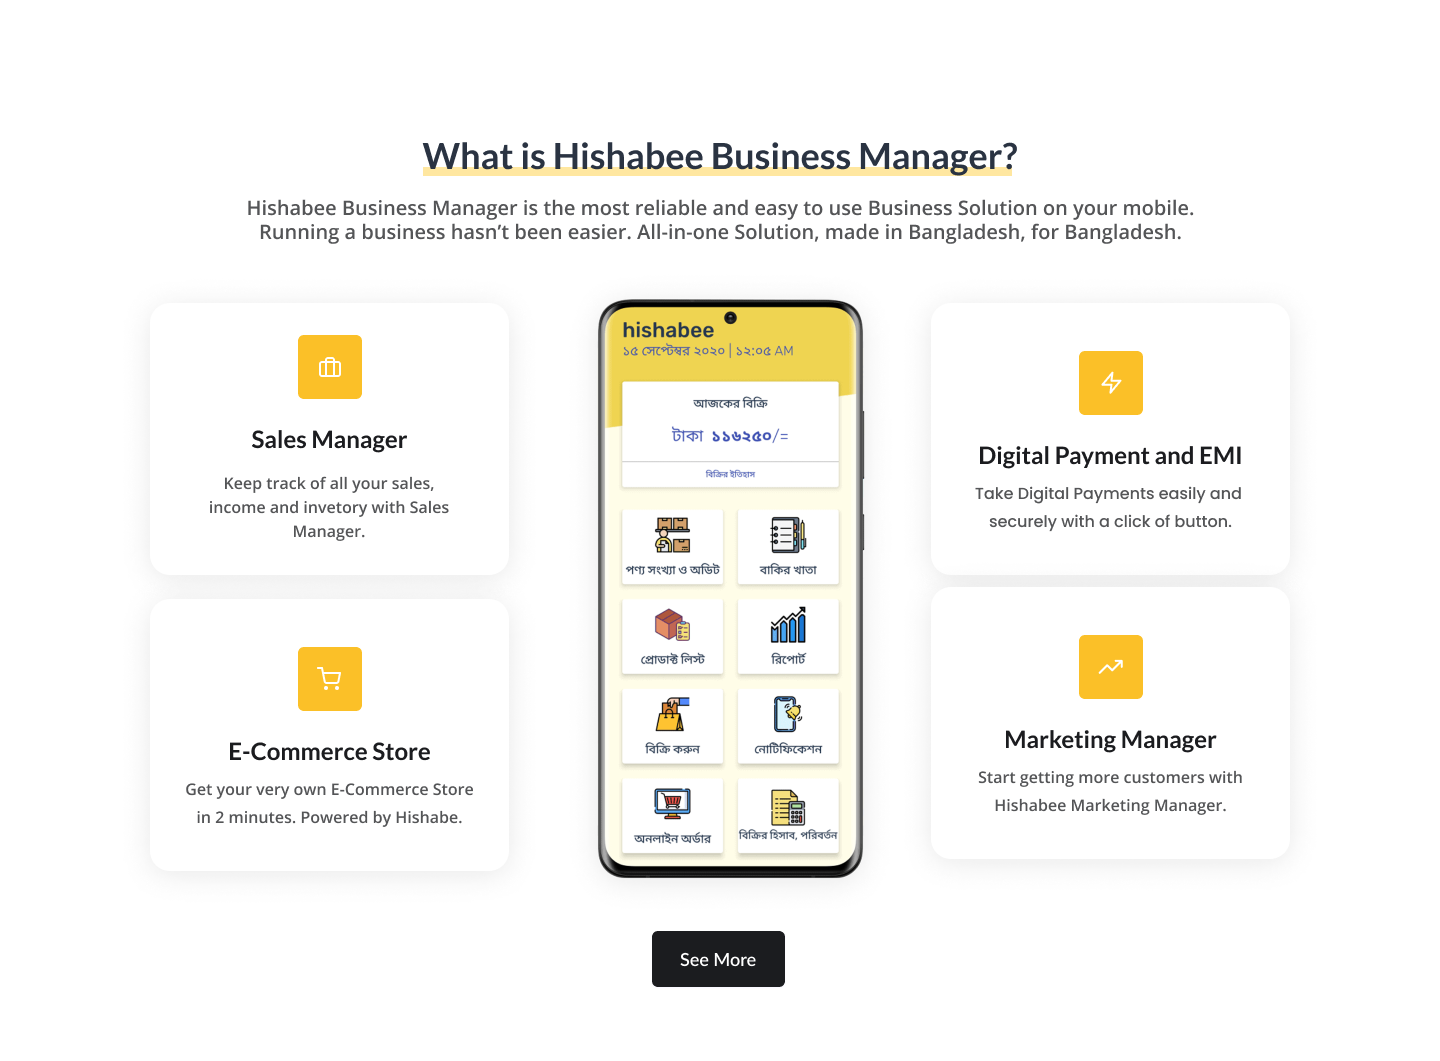 What is Hishabee Business Manager?
Hishabee Business Manager is the most reliable and easy to use Business Solution on your mobile.
Running a business hasn’t been easier. All-in-one Solution, made in Bangladesh, for Bangladesh.
Sales Manager
Keep track of all your sales,
income and invetory with Sales
Manager.
E-Commerce Store
Get your very own E-Commerce Store
in 2 minutes. Powered by Hishabe.
hishabee
১৫ সেপ্টেম্বর ২০২০ | ১২:০৫ AM
আজকের বিক্রি
টাকা ১১৬২৫০/=
বিক্রির ইতিহাস
পণ্য সংখ্যা ও অডিট
বাকির খাতা
প্রোডাক্ট লিস্ট
রিপোর্ট
বিক্রি করুন
নোটিফিকেশন
অনলাইন অর্ডার
বিক্রির হিসাব, পরিবর্তন
Digital Payment and EMI
Take Digital Payments easily and
securely with a click of button.
Marketing Manager
Start getting more customers with
Hishabee Marketing Manager.
See More